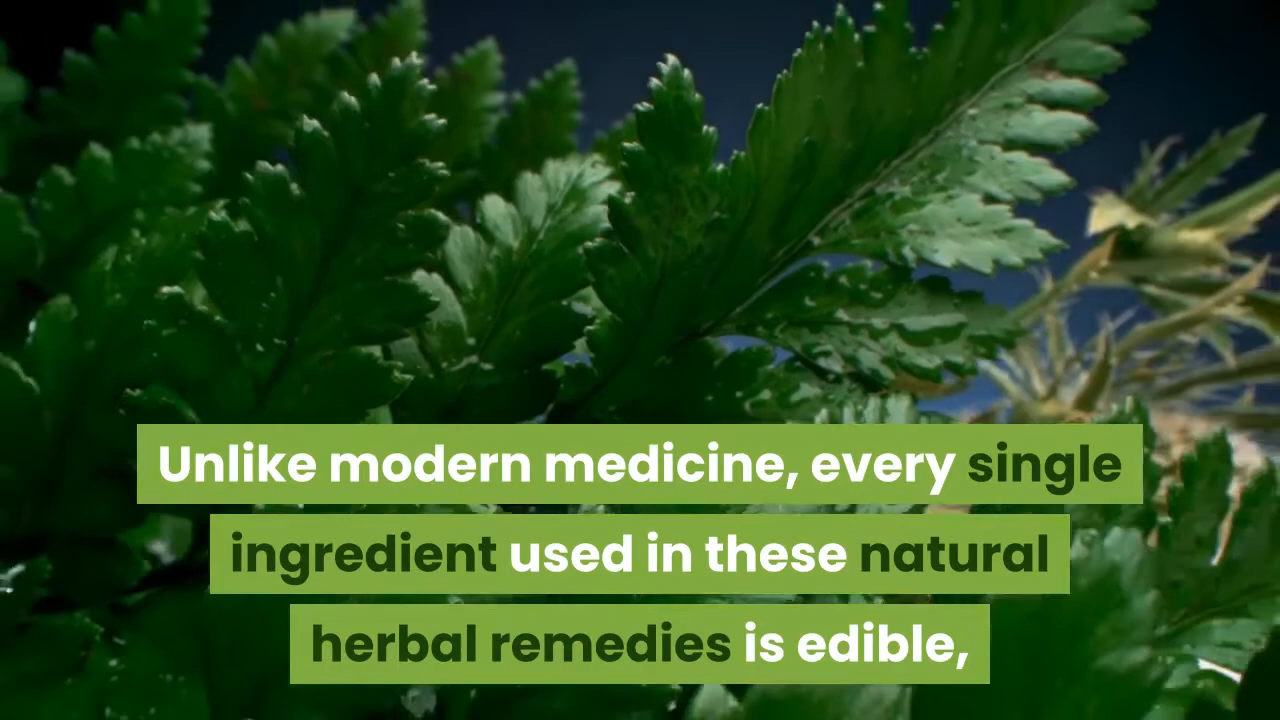 Unlike modern medicine, every single
ingredient used in these natural
herbal remedies is edible,